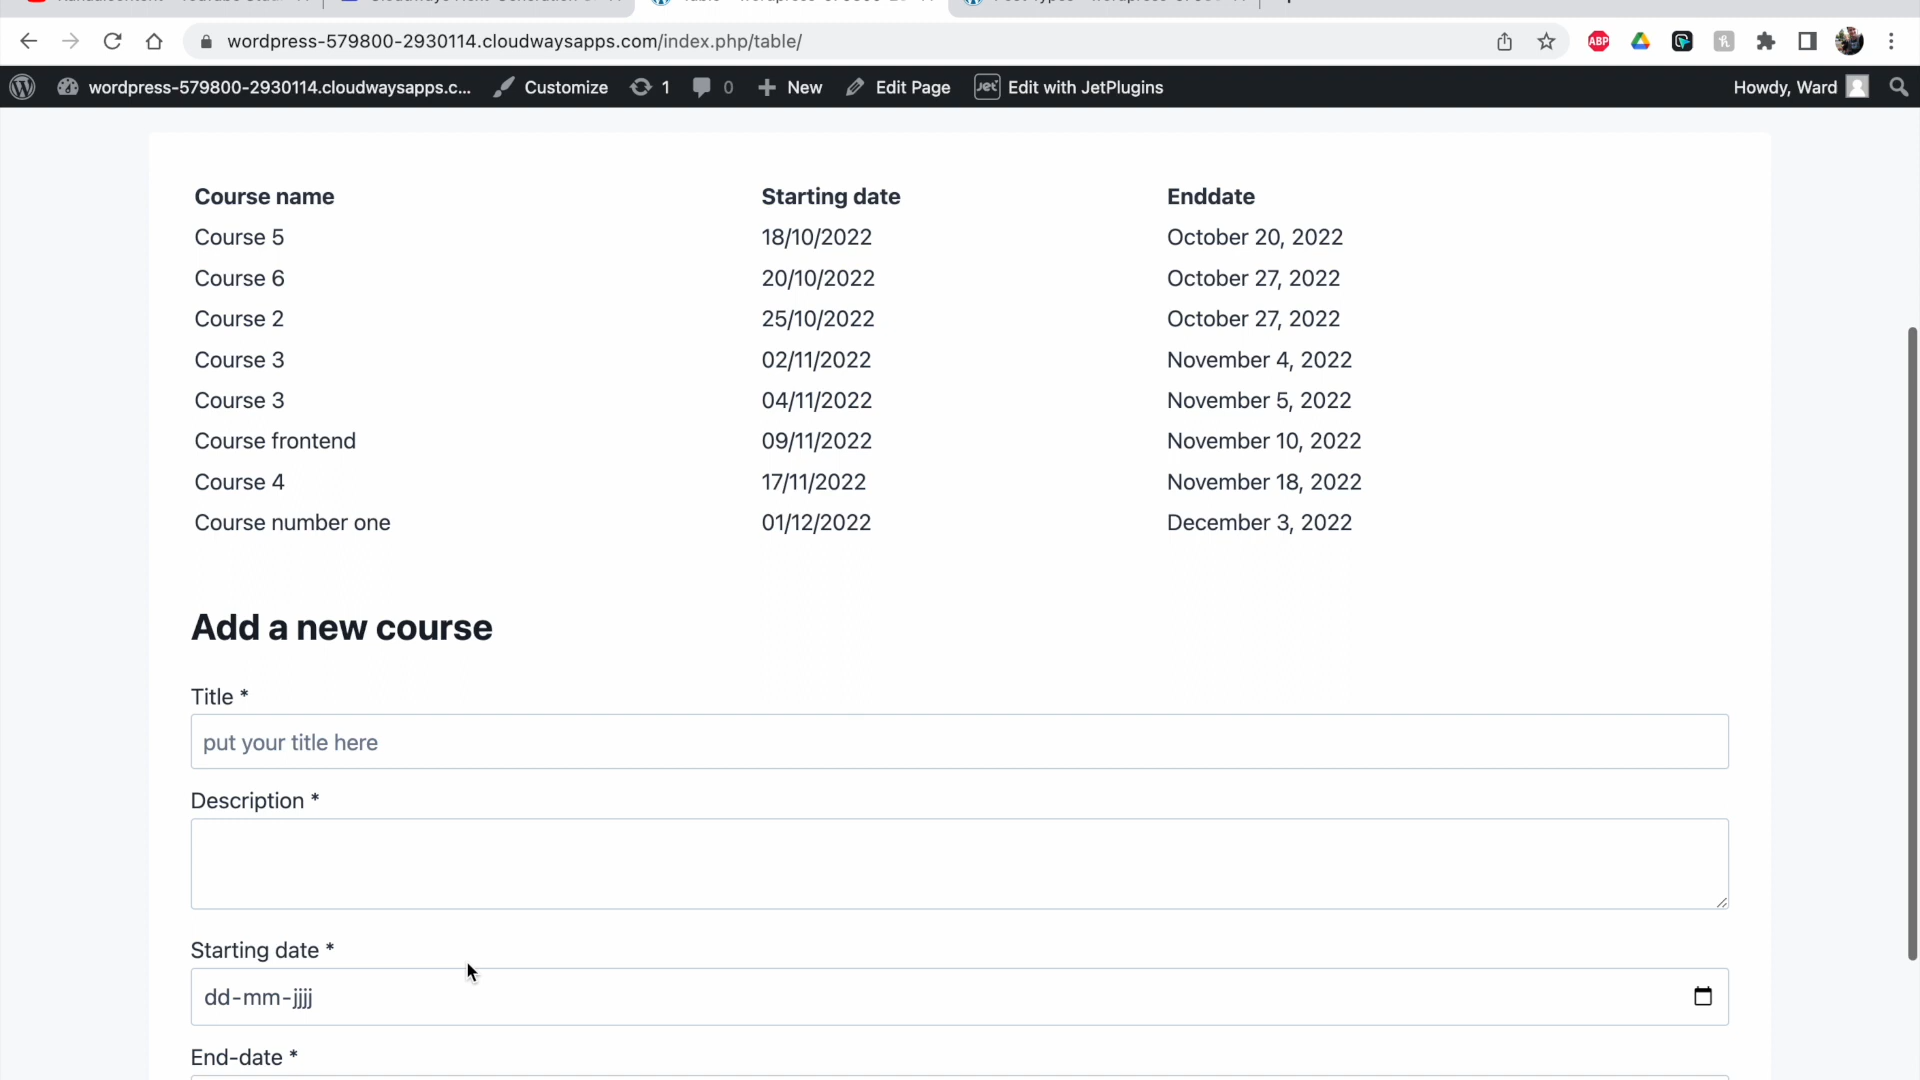 wordpress-579800-2930114.cloudwaysapps.com/index.php/table/
ABP
wordpress-579800-2930114.cloudwaysapps.c... Customize 1 0 New Edit Page Jet Edit with JetPlugins Howdy, Ward
Course name Starting date Enddate
Course 5 18/10/2022 October 20, 2022
Course 6 20/10/2022 October 27, 2022
Course 2 25/10/2022 October 27, 2022
Course 3 02/11/2022 November 4, 2022
Course 3 04/11/2022 November 5, 2022
Course frontend 09/11/2022 November 10, 2022
Course 4 17/11/2022 November 18, 2022
Course number one 01/12/2022 December 3, 2022
Add a new course
Title *
put your title here
Description *
Starting date *
dd-mm-jjjj
End-date *